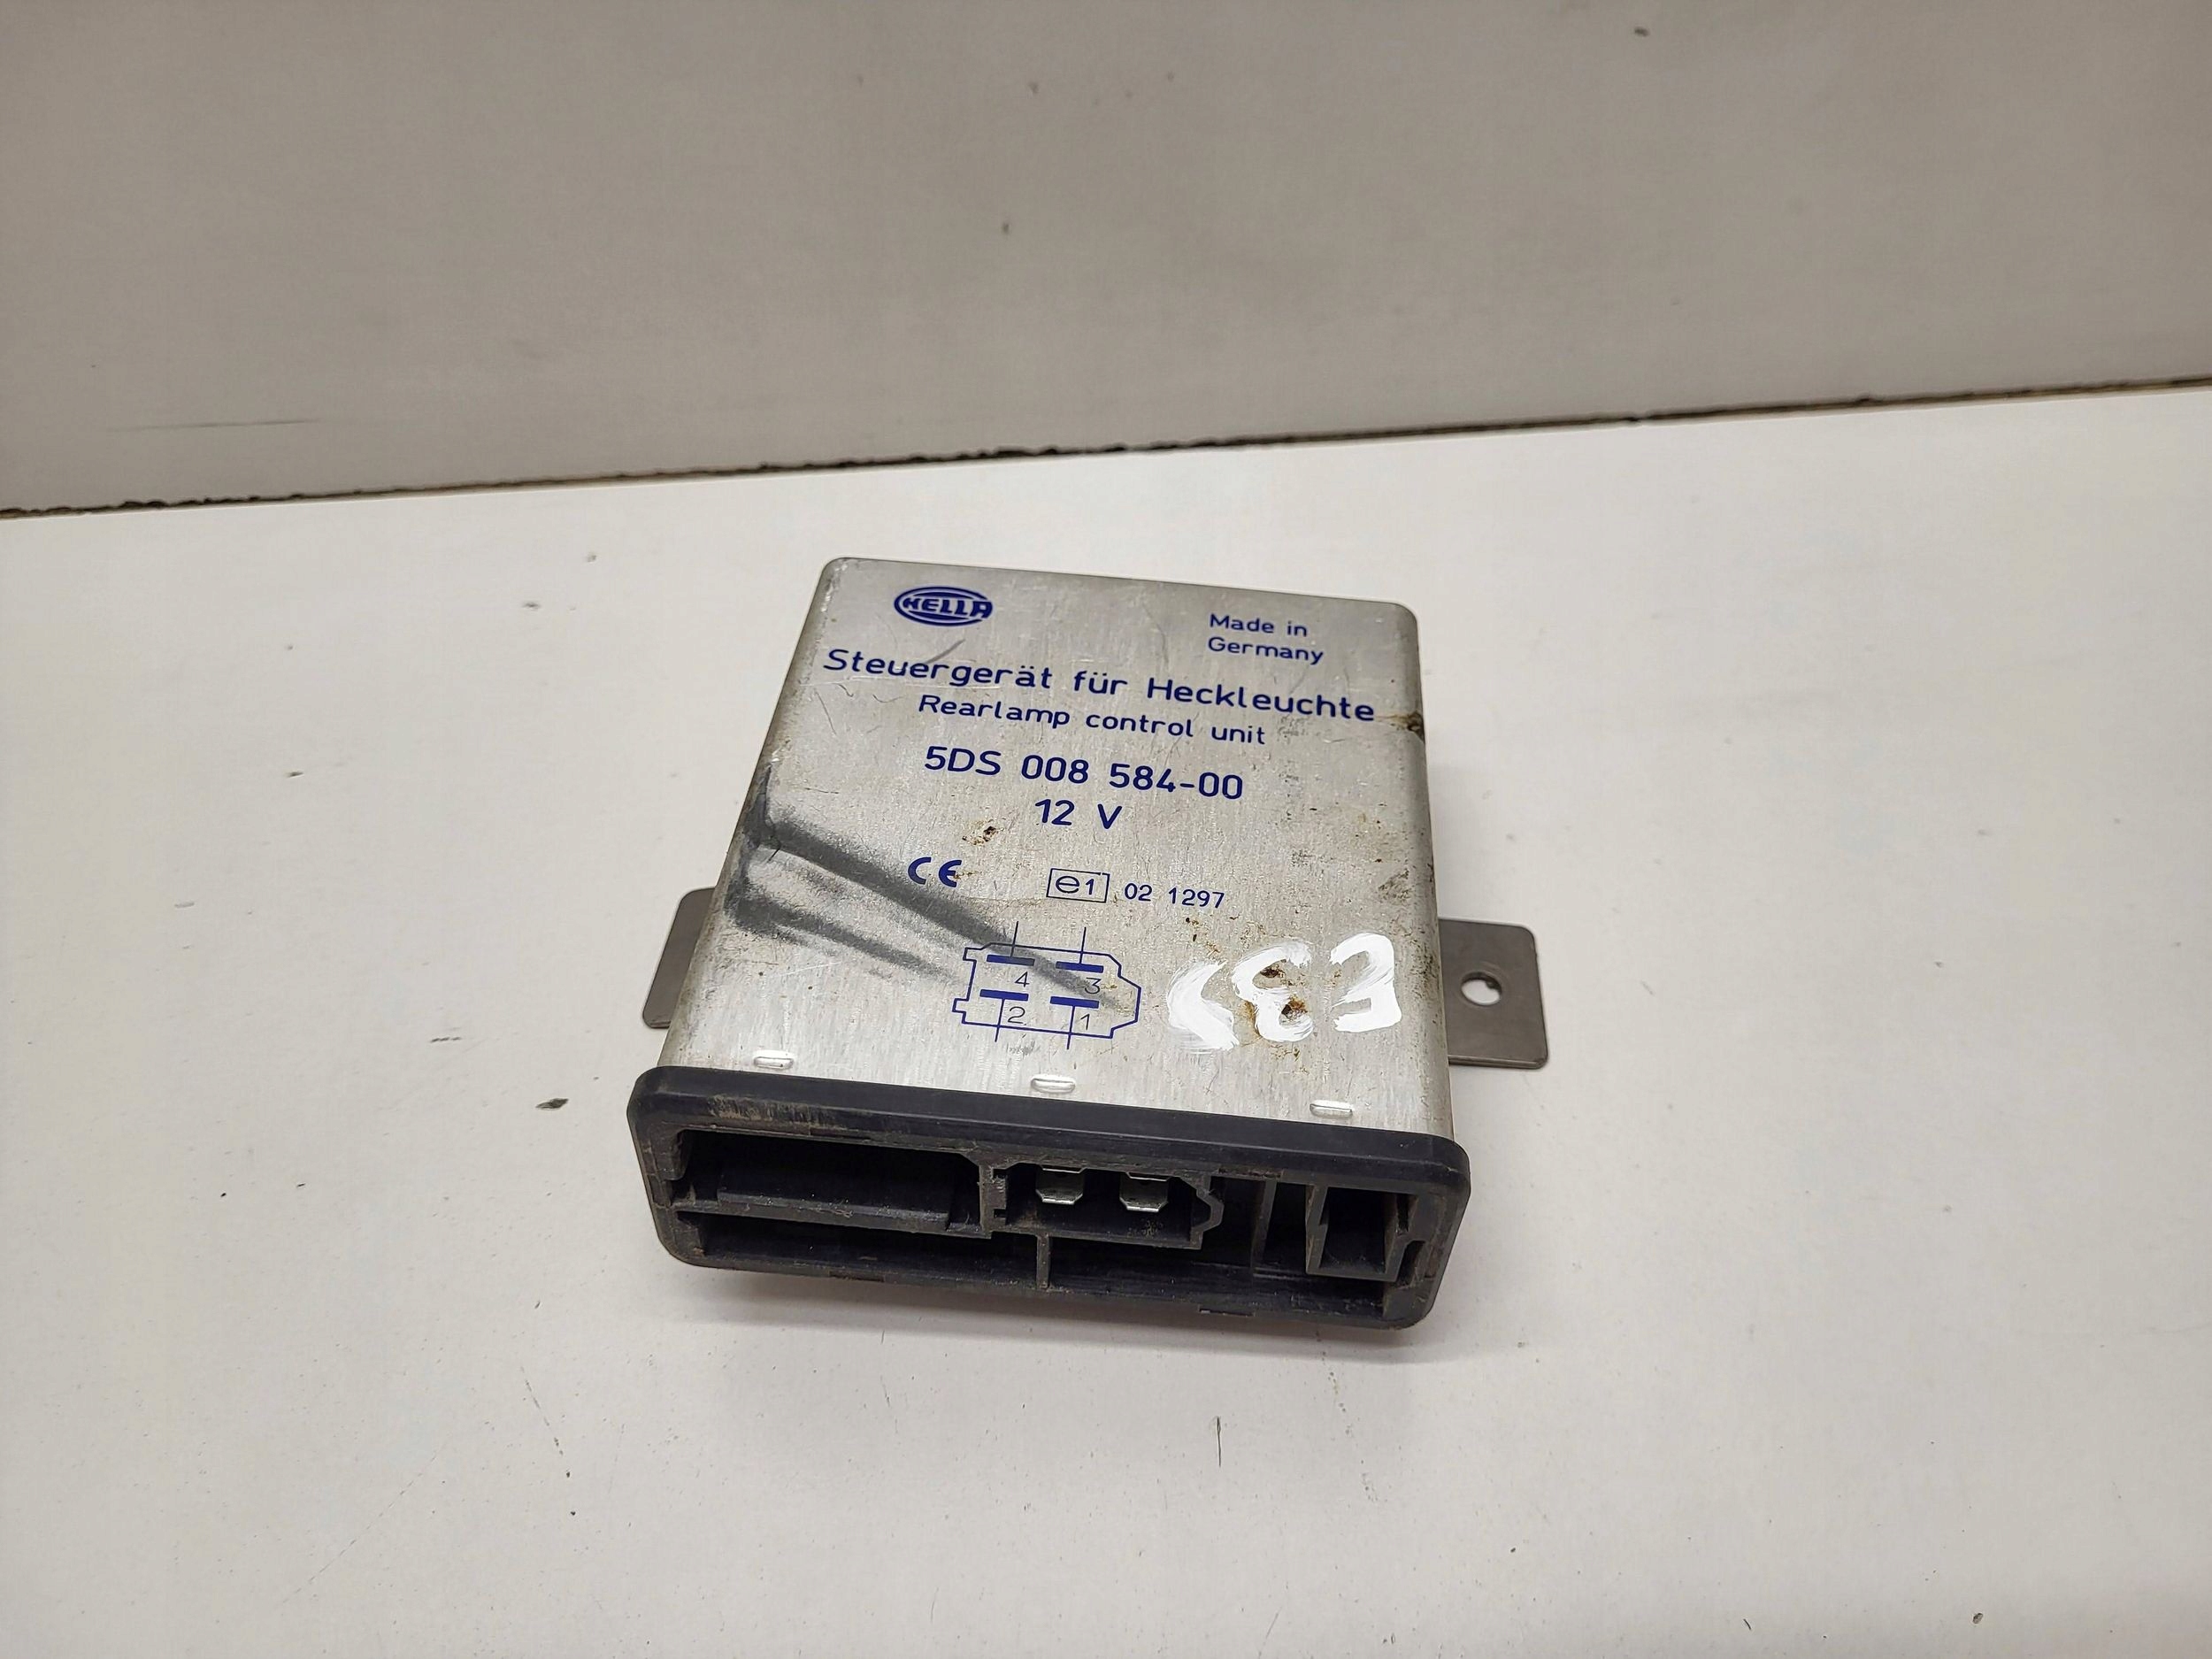 HELLA
Made in
Germany
Steuergerät für Heckleuchte
Rearlamp control unit
5DS 008 584-00
12 V
CE
e1 02 1297
4 3
2 1
E83